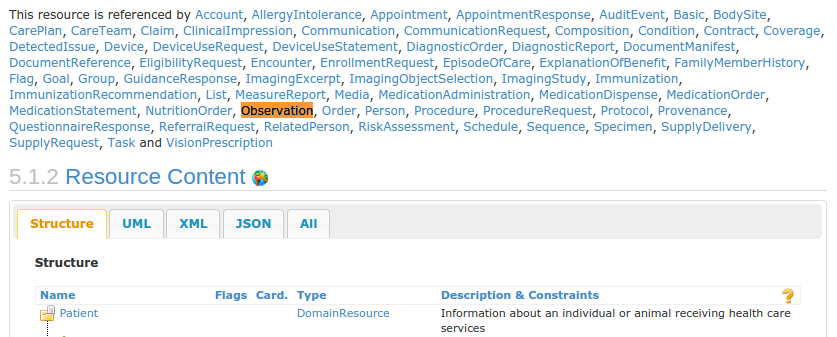 This resource is referenced by Account, AllergyIntolerance, Appointment, AppointmentResponse, AuditEvent, Basic, BodySite,
CarePlan, CareTeam, Claim, ClinicalImpression, Communication, CommunicationRequest, Composition, Condition, Contract, Coverage,
DetectedIssue, Device, DeviceUseRequest, DeviceUseStatement, DiagnosticOrder, DiagnosticReport, DocumentManifest,
DocumentReference, EligibilityRequest, Encounter, EnrollmentRequest, EpisodeOfCare, ExplanationOfBenefit, FamilyMemberHistory,
Flag, Goal, Group, GuidanceResponse, ImagingExcerpt, ImagingObjectSelection, ImagingStudy, Immunization,
ImmunizationRecommendation, List, MeasureReport, Media, MedicationAdministration, MedicationDispense, MedicationOrder,
MedicationStatement, NutritionOrder, Observation, Order, Person, Procedure, ProcedureRequest, Protocol, Provenance,
QuestionnaireResponse, ReferralRequest, RelatedPerson, RiskAssessment, Schedule, Sequence, Specimen, SupplyDelivery,
SupplyRequest, Task and VisionPrescription
5.1.2 Resource Content
Structure UML XML JSON All
Structure
Name Flags Card. Type Description & Constraints ?
Patient DomainResource Information about an individual or animal receiving health care
services